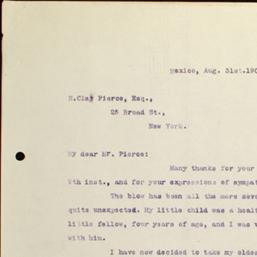 Mexico, Aug. 31st.190
H.Clay Pierce, Esq.,
25 Broad St.,
New York.
My dear Mr. Pierce:
Many thanks for your
9th inst., and for your expressions of sympat
The blow has been all the more seve
quite unexpected. My little child was a heal
little fellow, four years of age, and I was v
with him.
I have now decided to take my oldes